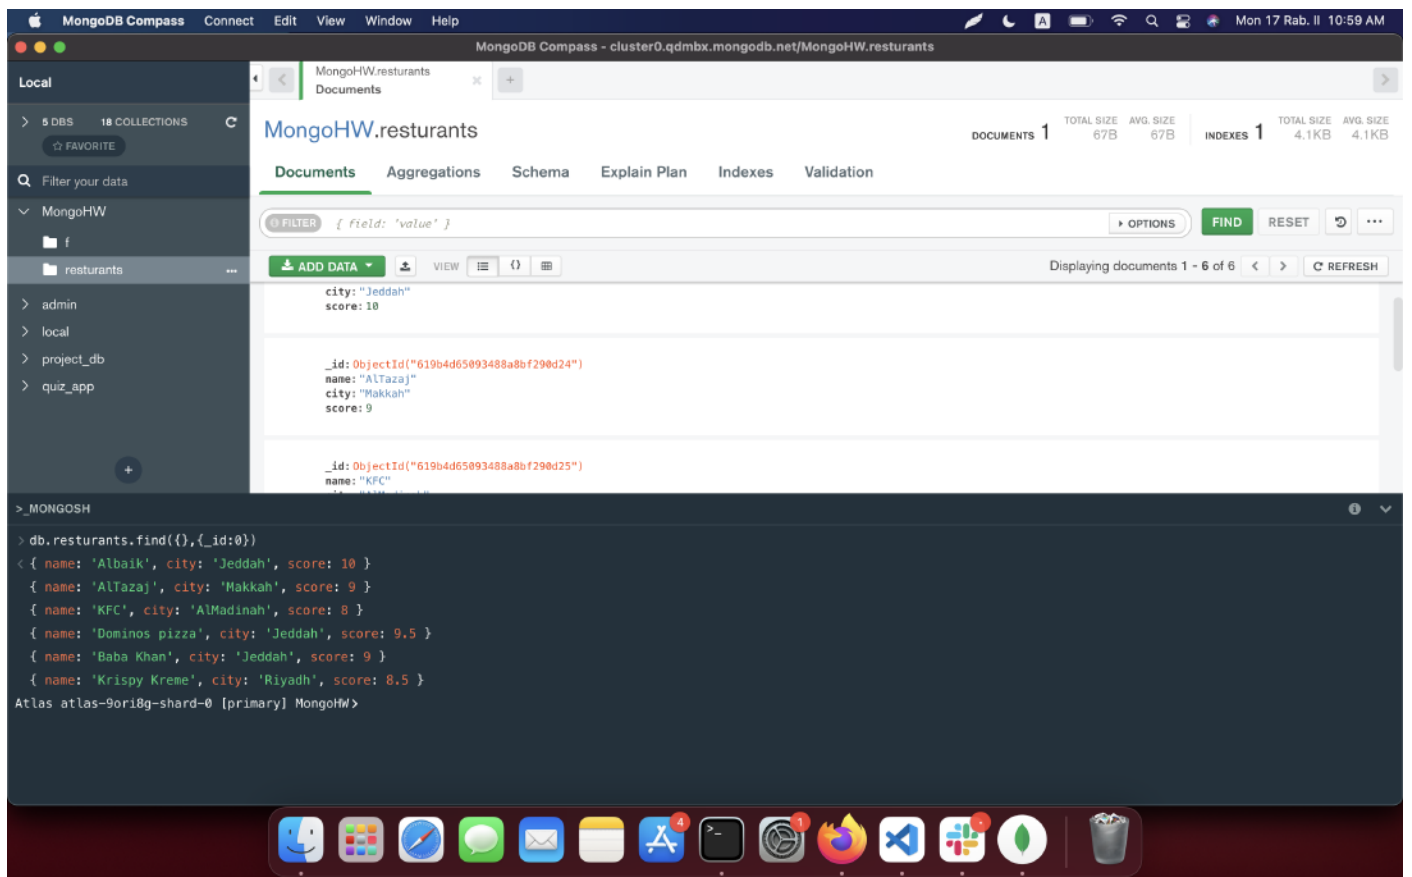 MongoDB Compass Connect Edit View Window Help
A Mon 17 Rab. II 10:59 AM
MongoDB Compass - cluster0.qdmbx.mongodb.net/MongoHW.resturants
Local
5 DBS 18 COLLECTIONS
FAVORITE
Filter your data
MongoHW
f
resturants
admin
local
project_db
quiz_app
+
MongoHW.resturants
Documents
+
MongoHW.resturants
DOCUMENTS 1
TOTAL SIZE AVG. SIZE
67B 67B
INDEXES 1
TOTAL SIZE AVG. SIZE
4.1KB 4.1KB
Documents Aggregations Schema Explain Plan Indexes Validation
FILTER { field: 'value' } OPTIONS FIND RESET ...
ADD DATA VIEW {} Displaying documents 1 - 6 of 6 < > REFRESH
city: "Jeddah"
score: 10
_id: ObjectId("619b4d65093488a8bf290d24")
name: "AlTazaj"
city: "Makkah"
score: 9
_id: ObjectId("619b4d65093488a8bf290d25")
name: "KFC"
>_MONGOSH
> db.resturants.find({},{_id:0})
< { name: 'Albaik', city: 'Jeddah', score: 10 }
{ name: 'AlTazaj', city: 'Makkah', score: 9 }
{ name: 'KFC', city: 'AlMadinah', score: 8 }
{ name: 'Dominos pizza', city: 'Jeddah', score: 9.5 }
{ name: 'Baba Khan', city: 'Jeddah', score: 9 }
{ name: 'Krispy Kreme', city: 'Riyadh', score: 8.5 }
Atlas atlas-9ori8g-shard-0 [primary] MongoHW>
4
1